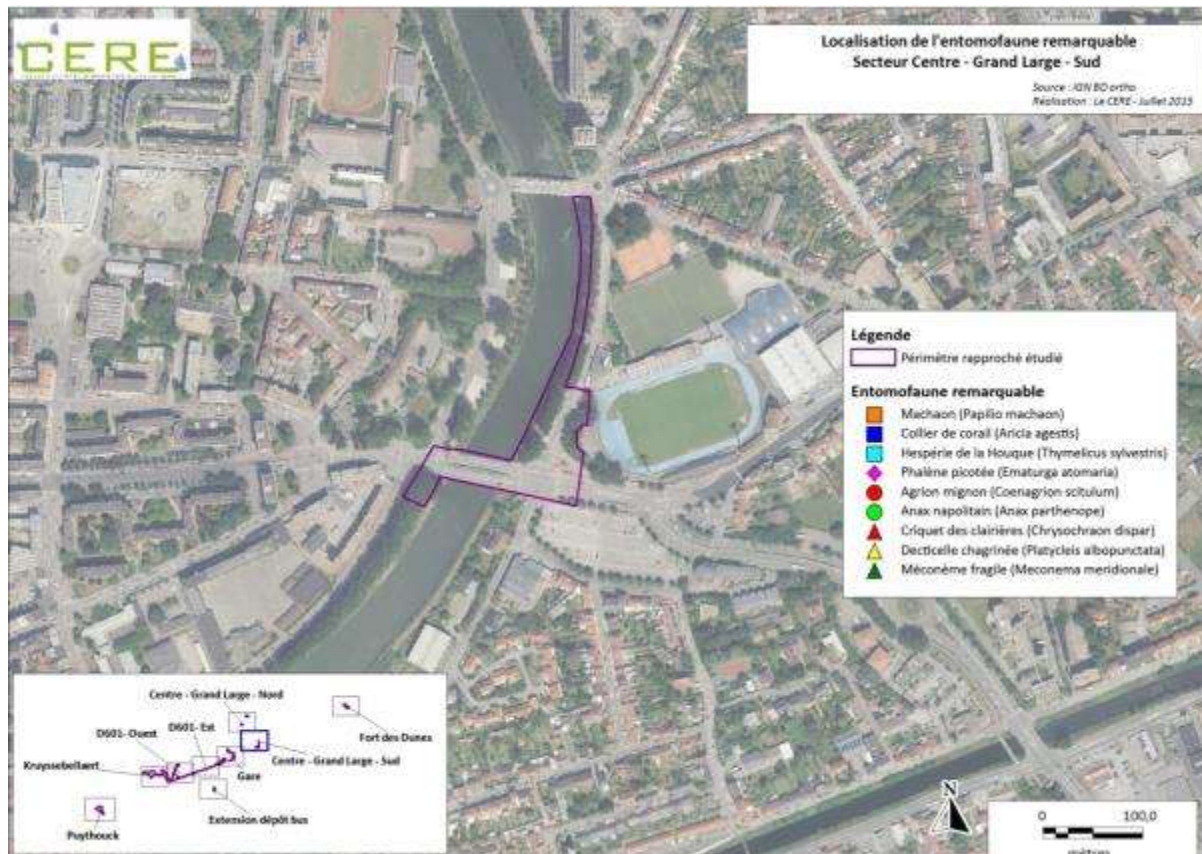 CERE
Localisation de l'entomofaune remarquable
Secteur Centre - Grand Large - Sud
Source : IGN BD ortho
Réalisation : Le CERE - Juillet 2015
Légende
Périmètre rapproché étudié
Entomofaune remarquable
Machaon (Papilio machaon)
Collier de corail (Aricia agestis)
Hespérie de la Houque (Thymelicus sylvestris)
Phalène picotée (Ematurga atomaria)
Agrion mignon (Coenagrion scitulum)
Anax napolitain (Anax parthenope)
Criquet des clairières (Chrysochraon dispar)
Decticelle chagrinée (Platycleis albopunctata)
Méconème fragile (Meconema meridionale)
Centre - Grand Large - Nord
D601- Ouest
D601- Est
Fort des Dunes
Kruyssebellaert
Gare
Centre - Grand Large - Sud
Extension dépôt bus
Puythouck
N
0 100,0
mètres